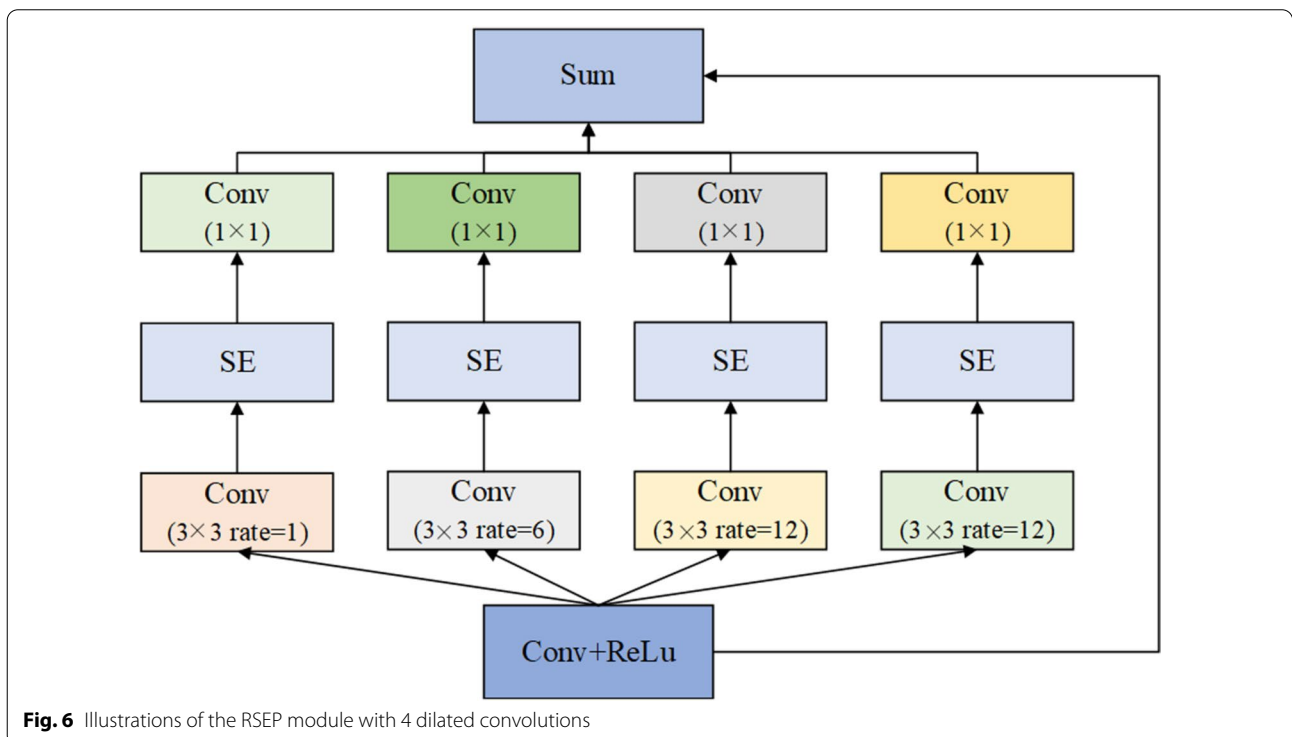 Sum
Conv
(1×1)
Conv
(1×1)
Conv
(1×1)
Conv
(1×1)
SE
SE
SE
SE
Conv
(3×3 rate=1)
Conv
(3×3 rate=6)
Conv
(3×3 rate=12)
Conv
(3×3 rate=12)
Conv+ReLu
Fig. 6 Illustrations of the RSEP module with 4 dilated convolutions